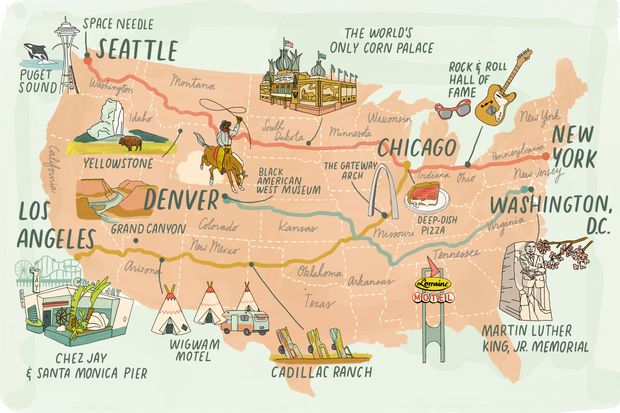 SPACE NEEDLE
SEATTLE
PUGET
SOUND
Washington
Montana
Idaho
YELLOWSTONE
THE WORLD'S
ONLY CORN PALACE
South
Dakota
Minnesota
Wisconsin
ROCK & ROLL
HALL OF
FAME
CHICAGO
Indiana
Ohio
Pennsylvania
New York
NEW
YORK
New Jersey
WASHINGTON,
D.C.
Virginia
California
BLACK
AMERICAN
WEST MUSEUM
THE GATEWAY
ARCH
DEEP-DISH
PIZZA
DENVER
Colorado
Kansas
Missouri
LOS
ANGELES
GRAND CANYON
Arizona
New Mexico
Oklahoma
Arkansas
Tennessee
Texas
CHEZ JAY
& SANTA MONICA PIER
WIGWAM
MOTEL
CADILLAC RANCH
Lorraine
MOTEL
MARTIN LUTHER
KING, JR. MEMORIAL